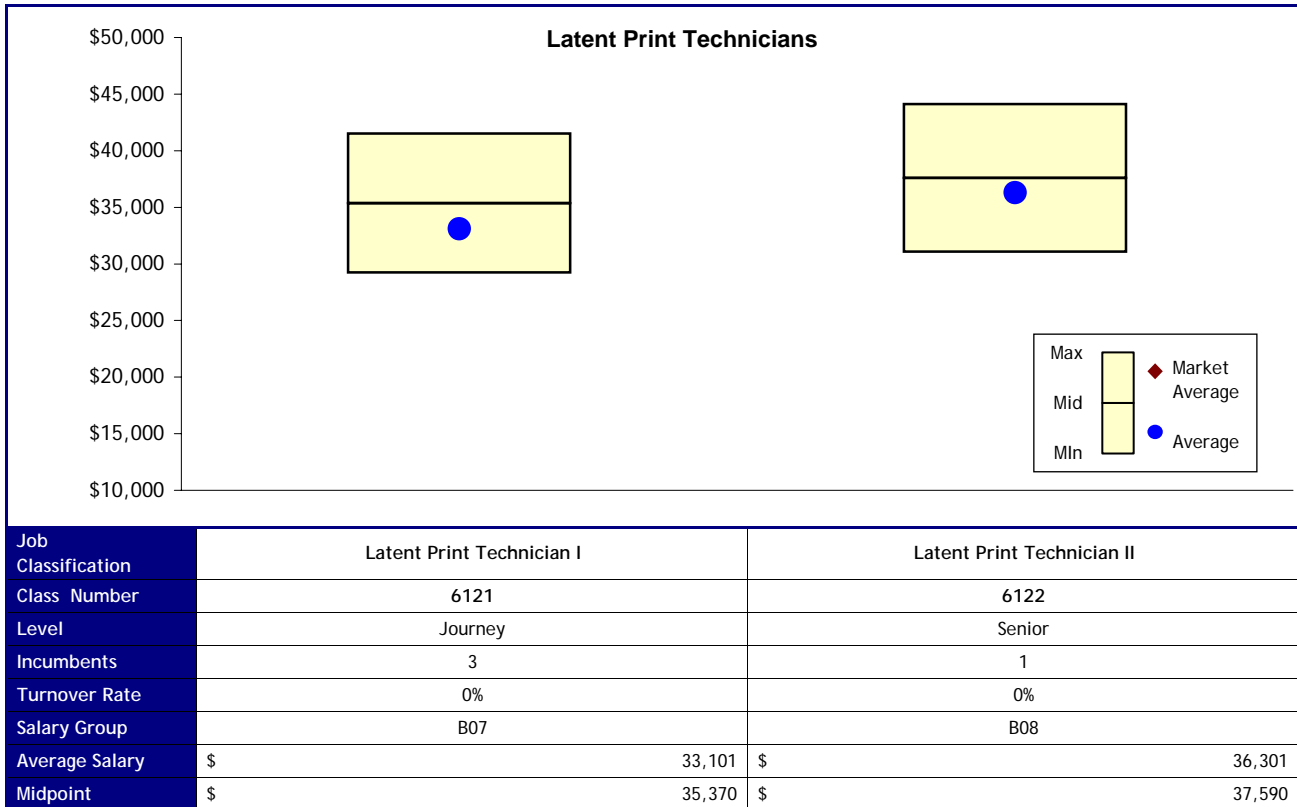 Latent Print Technicians
$50,000
$45,000
$40,000
$35,000
$30,000
$25,000
$20,000
$15,000
$10,000
Max
Mid
MIn
Market
Average
Average
Job
Classification Latent Print Technician I Latent Print Technician II
Class Number 6121 6122
Level Journey Senior
Incumbents 3 1
Turnover Rate 0% 0%
Salary Group B07 B08
Average Salary $ 33,101 $ 36,301
Midpoint $ 35,370 $ 37,590